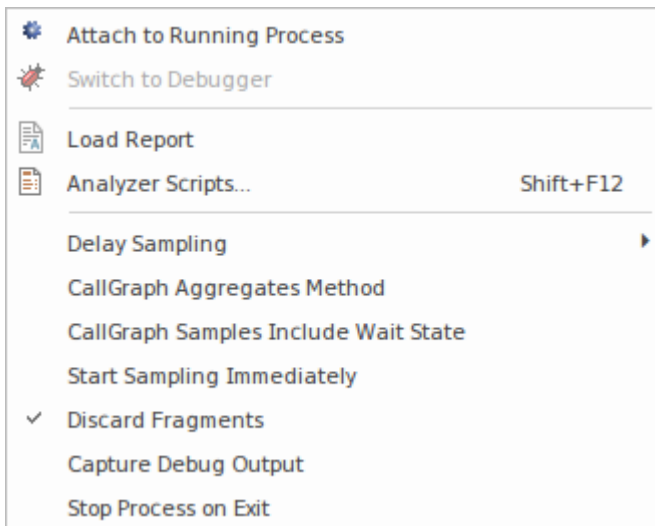 Attach to Running Process
Switch to Debugger
Load Report
Analyzer Scripts... Shift+F12
Delay Sampling
CallGraph Aggregates Method
CallGraph Samples Include Wait State
Start Sampling Immediately
Discard Fragments
Capture Debug Output
Stop Process on Exit